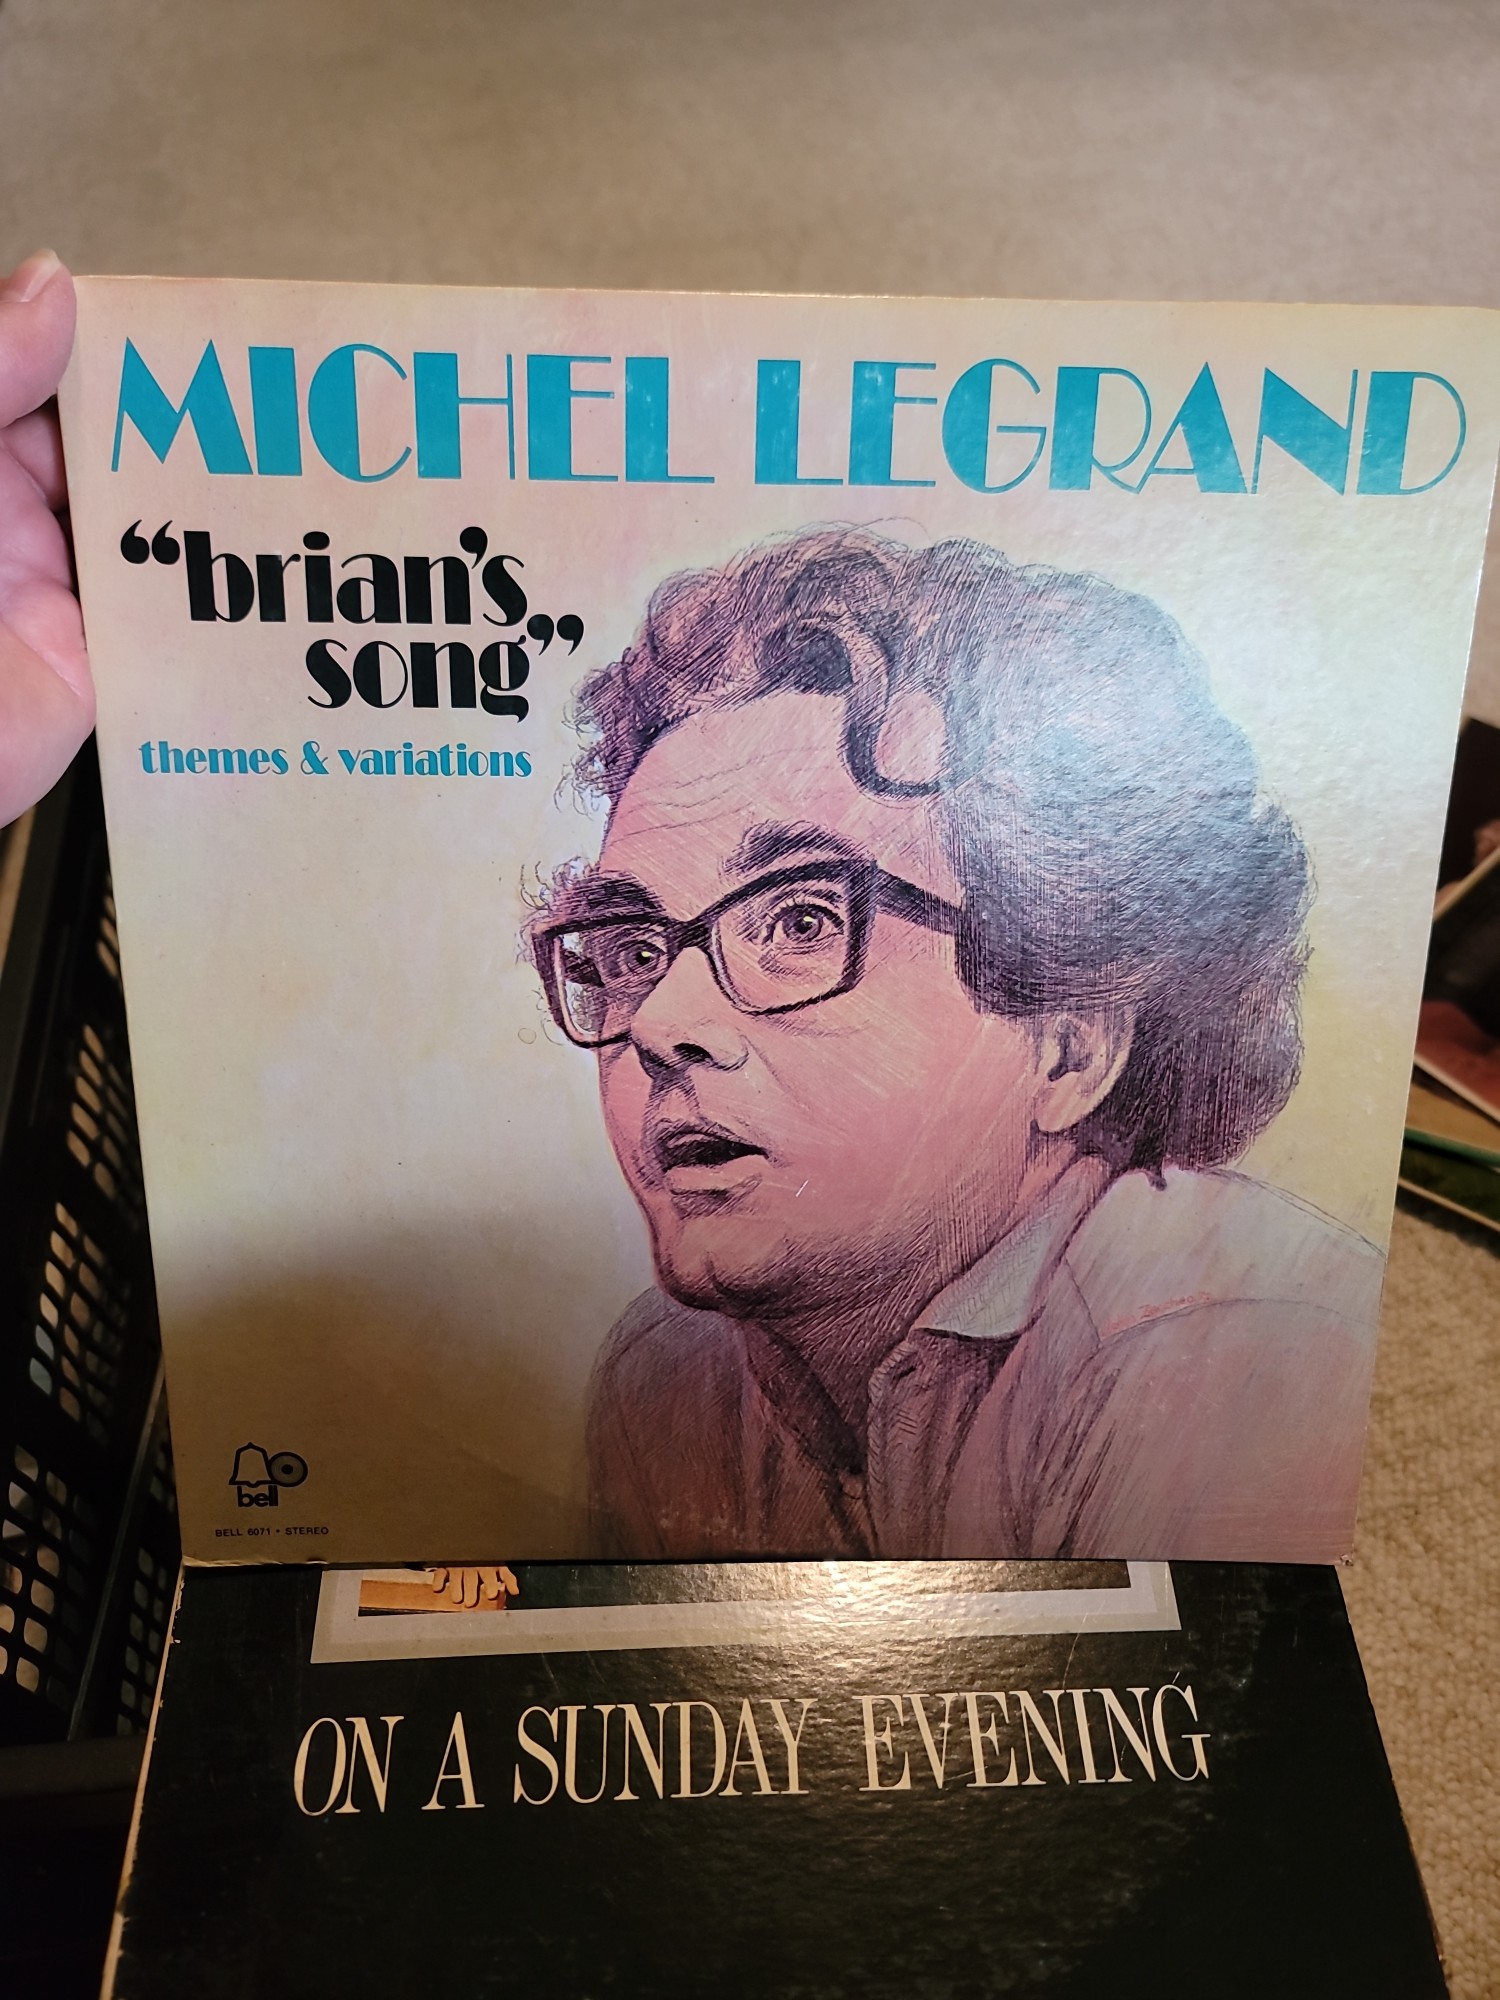 MICHEL LEGRAND
“brian's
song”
themes & variations
bell
BELL 6071 • STEREO
ON A SUNDAY EVENING